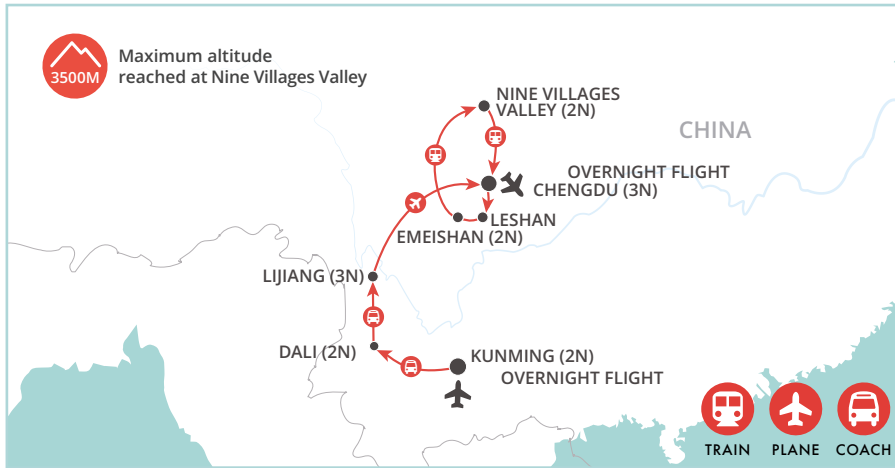 3500M
Maximum altitude
reached at Nine Villages Valley
NINE VILLAGES
VALLEY (2N)
CHINA
OVERNIGHT FLIGHT
CHENGDU (3N)
LESHAN
EMEISHAN (2N)
LIJIANG (3N)
DALI (2N)
KUNMING (2N)
OVERNIGHT FLIGHT
TRAIN PLANE COACH